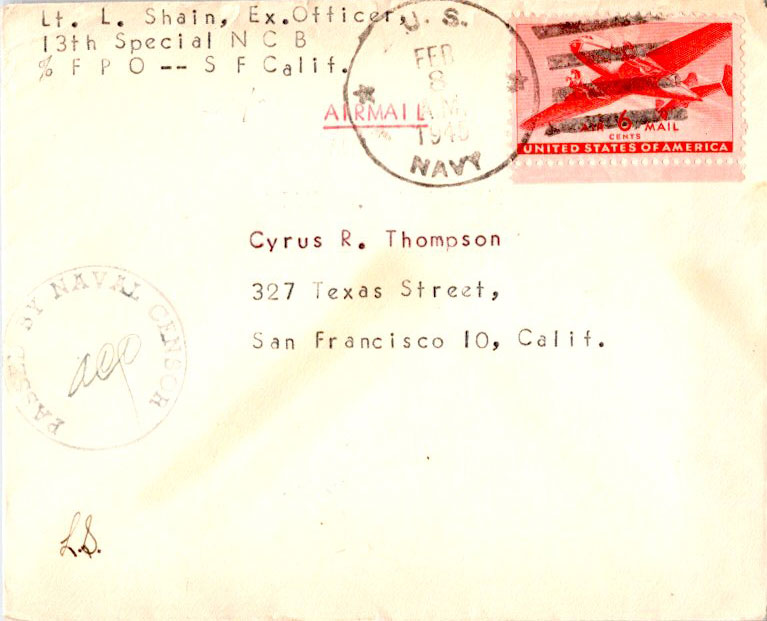 Lt. L. Shain, Ex.Officer,
13th Special N C B
% F P O -- S F Calif.
AIRMAIL
U. S.
FEB
8
A.M.
NAVY
AIR 6 MAIL
CENTS
UNITED STATES OF AMERICA
Cyrus R. Thompson
327 Texas Street,
San Francisco 10, Calif.
PASSED BY NAVAL CENSOR
L.S.